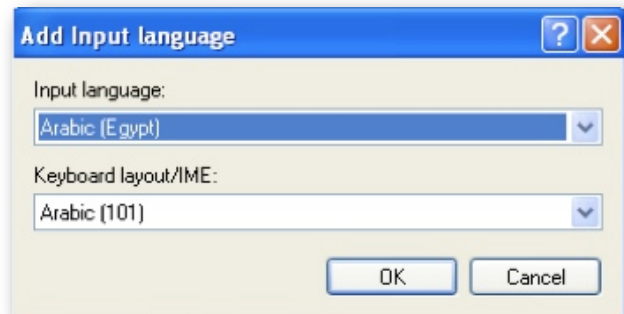 Add Input language
Input language:
Arabic (Egypt)
Keyboard layout/IME:
Arabic (101)
OK Cancel